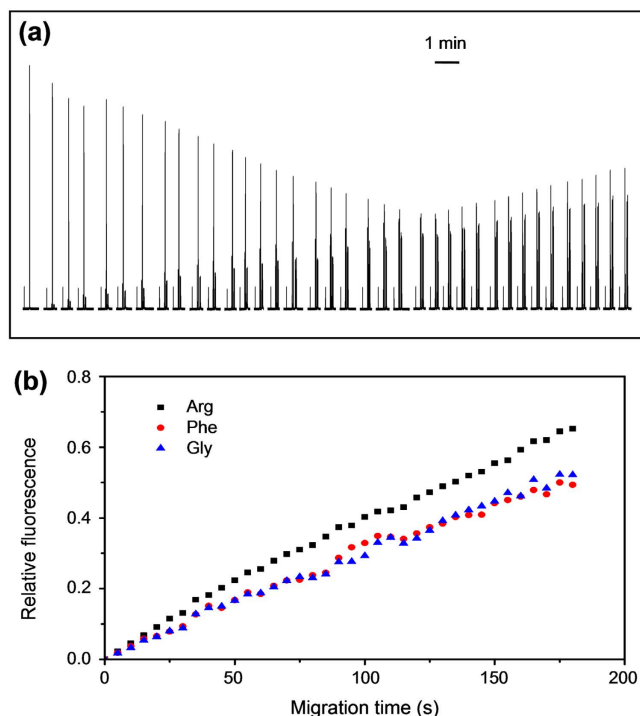 (a)
1 min
(b)
0.8
0.6
0.4
0.2
0.0
Relative fluorescence
Arg
Phe
Gly
0
50
100
150
200
Migration time (s)